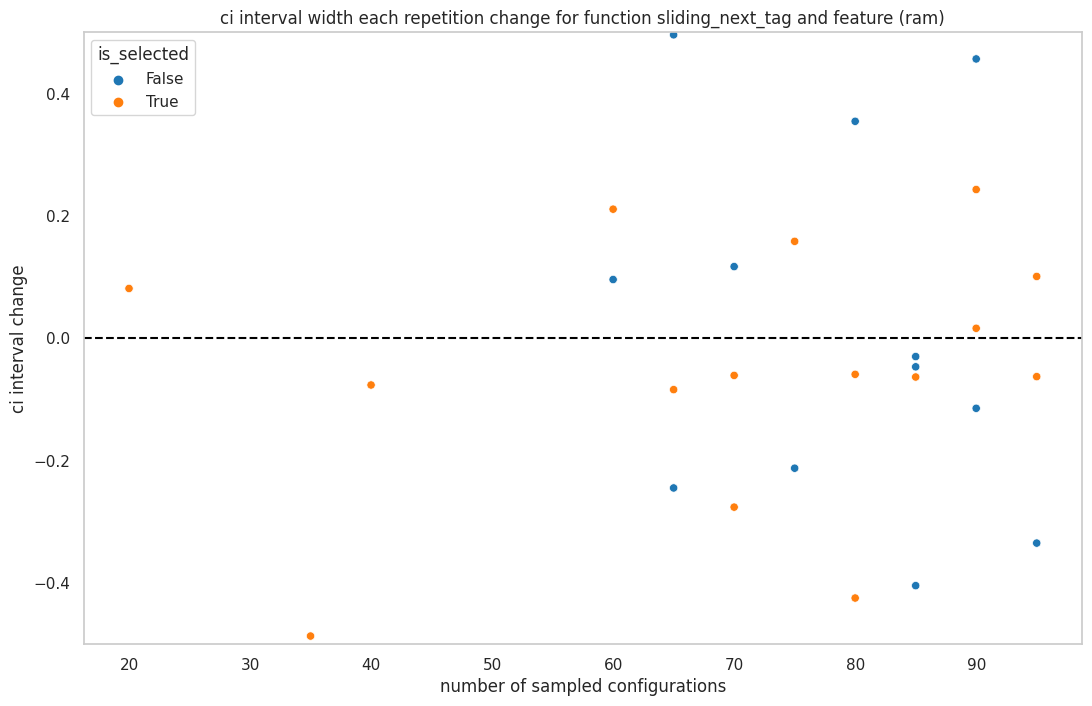 ci interval width each repetition change for function sliding_next_tag and feature (ram)
is_selected
False
True
ci interval change
0.4
0.2
0.0
−0.2
−0.4
20 30 40 50 60 70 80 90
number of sampled configurations